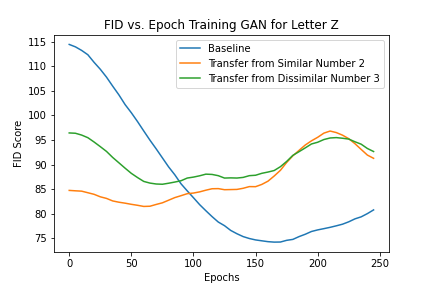 FID vs. Epoch Training GAN for Letter Z
Baseline
Transfer from Similar Number 2
Transfer from Dissimilar Number 3
FID Score
115
110
105
100
95
90
85
80
75
0
50
100
150
200
250
Epochs